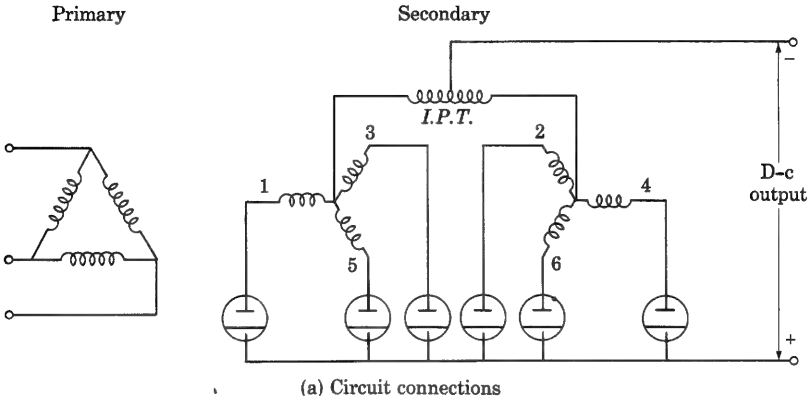 Primary
Secondary
−
I.P.T.
3
2
1
4
D–c
output
5
6
+
(a) Circuit connections